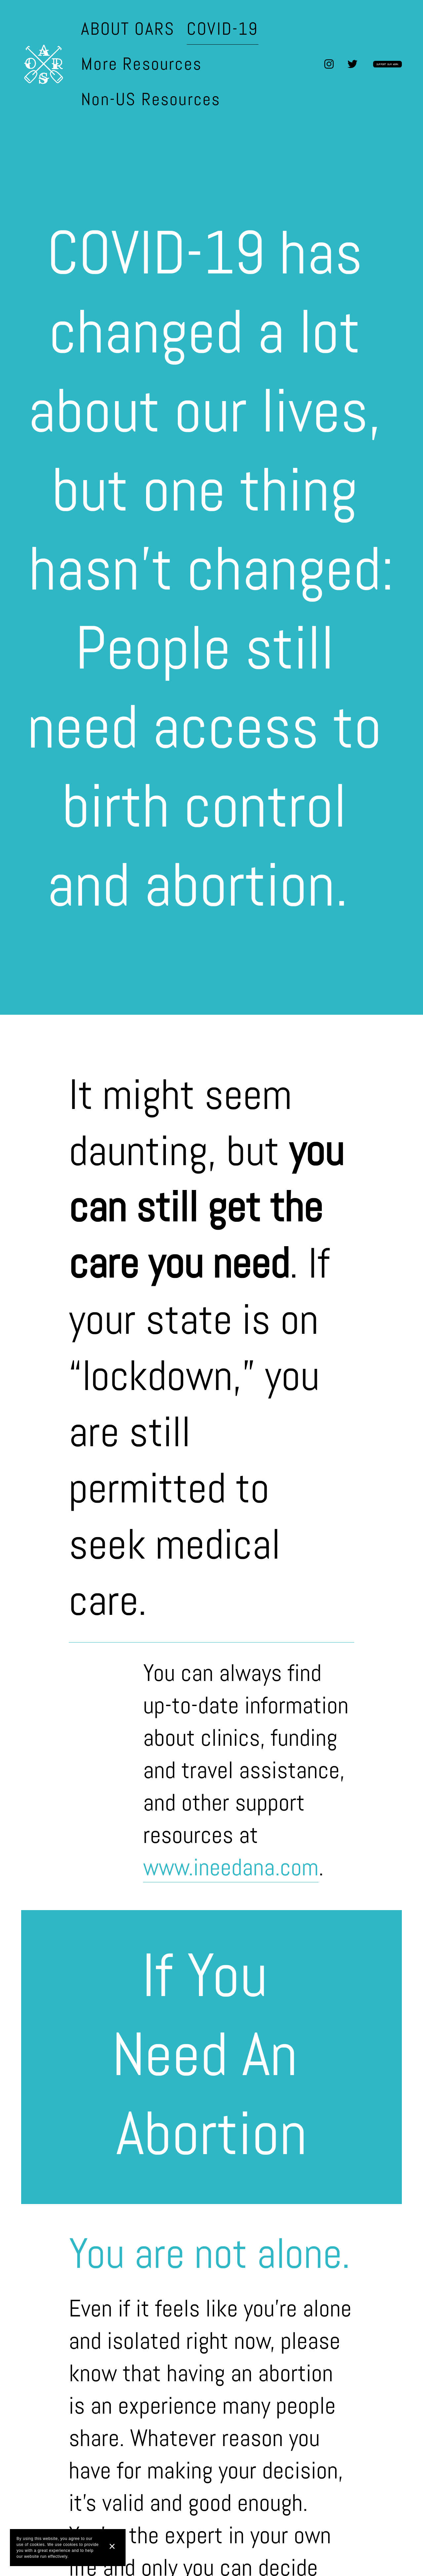 ABOUT OARS COVID-19
More Resources
Non-US Resources
O A R S
COVID-19 has
changed a lot
about our lives,
but one thing
hasn’t changed:
People still
need access to
birth control
and abortion.
It might seem
daunting, but you
can still get the
care you need. If
your state is on
“lockdown,” you
are still
permitted to
seek medical
care.
You can always find
up-to-date information
about clinics, funding
and travel assistance,
and other support
resources at
www.ineedana.com.
If You
Need An
Abortion
You are not alone.
Even if it feels like you’re alone
and isolated right now, please
know that having an abortion
is an experience many people
share. Whatever reason you
have for making your decision,
it’s valid and good enough.
the expert in your own
life and only you can decide
By using this website, you agree to our
use of cookies. We use cookies to provide
you with a great experience and to help
our website run effectively.